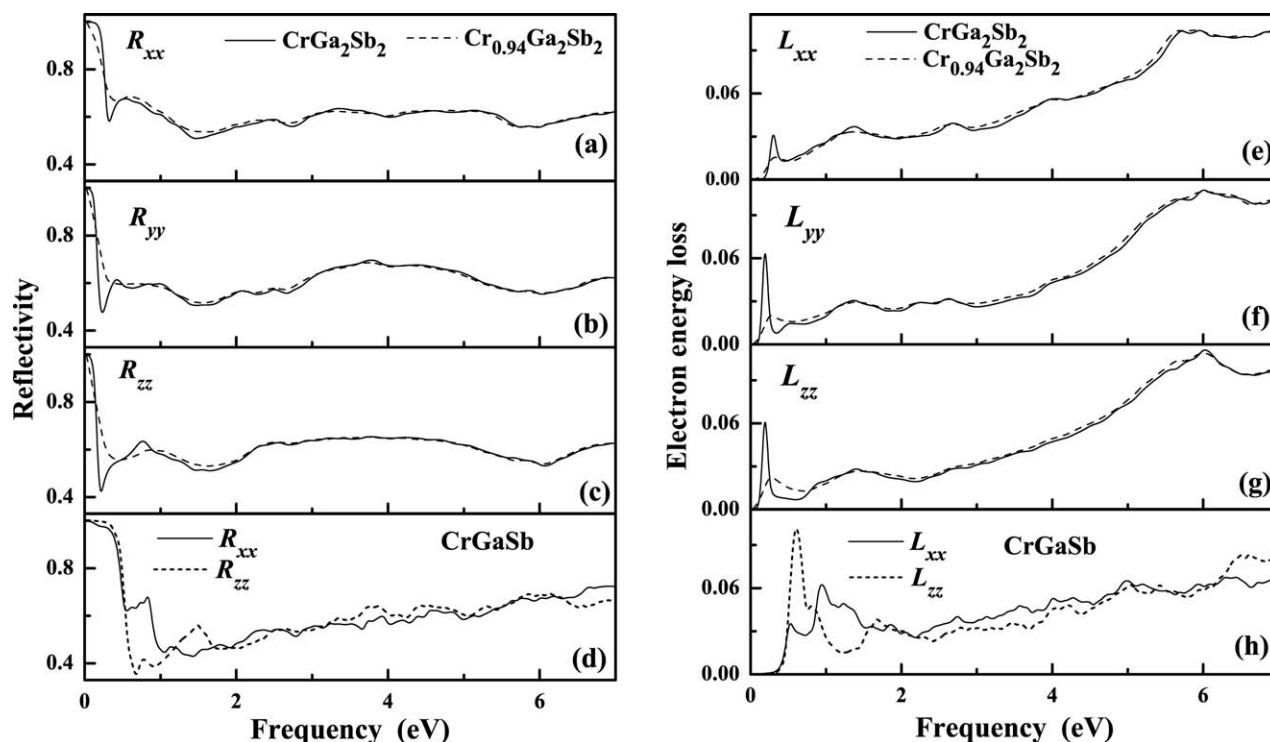 R_xx
CrGa₂Sb₂
Cr₀.₉₄Ga₂Sb₂
0.8
0.4
(a)
R_yy
0.8
0.4
(b)
R_zz
0.8
0.4
(c)
R_xx
R_zz
CrGaSb
0.8
0.4
(d)
0 2 4 6
Frequency (eV)
Reflectivity
L_xx
CrGa₂Sb₂
Cr₀.₉₄Ga₂Sb₂
0.06
0.00
(e)
L_yy
0.06
0.00
(f)
L_zz
0.06
0.00
(g)
L_xx
L_zz
CrGaSb
0.06
0.00
(h)
0 2 4 6
Frequency (eV)
Electron energy loss